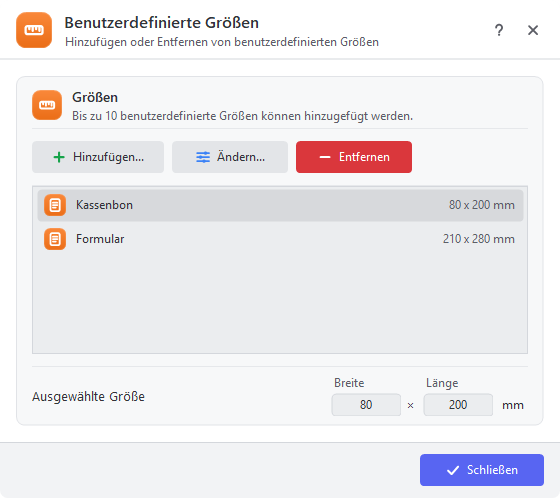 Benutzerdefinierte Größen
Hinzufügen oder Entfernen von benutzerdefinierten Größen
?
Größen
Bis zu 10 benutzerdefinierte Größen können hinzugefügt werden.
Hinzufügen...
Ändern...
Entfernen
Kassenbon 80 x 200 mm
Formular 210 x 280 mm
Breite Länge
Ausgewählte Größe 80 × 200 mm
Schließen